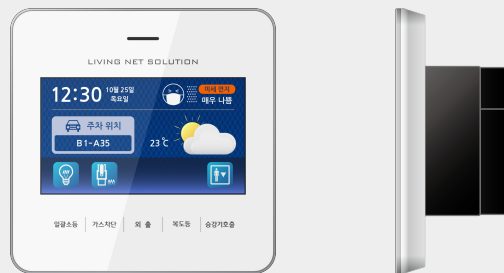 LIVING NET SOLUTION
12:30 10월 25일 목요일
미세 먼지
매우 나쁨
주차 위치
B1-A35
23℃
일괄소등 가스차단 외 출 복도등 승강기호출